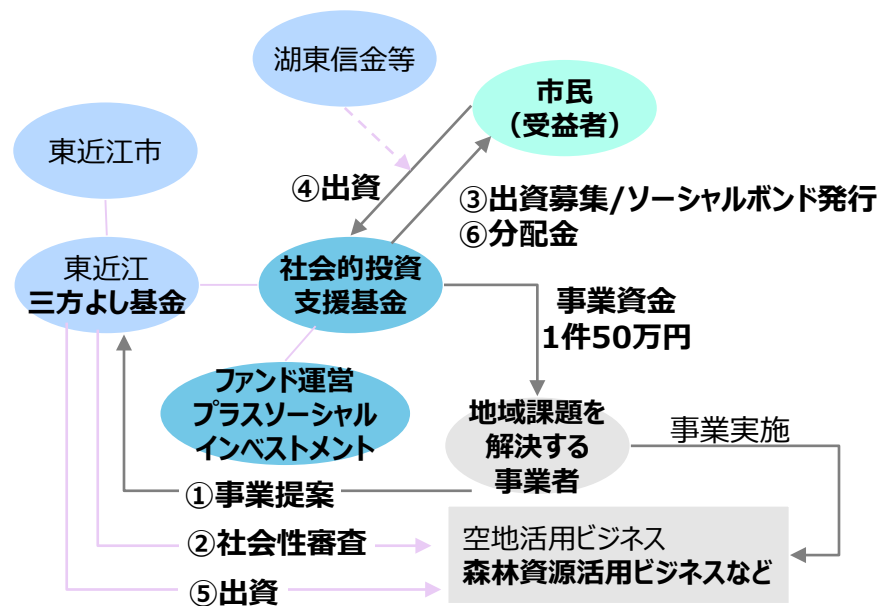 湖東信金等
市民
（受益者）
東近江市
④出資
③出資募集/ソーシャルボンド発行
⑥分配金
東近江
三方よし基金
社会的投資
支援基金
事業資金
1件50万円
ファンド運営
プラスソーシャル
インベストメント
地域課題を
解決する
事業者
事業実施
①事業提案
②社会性審査
空地活用ビジネス
森林資源活用ビジネスなど
⑤出資